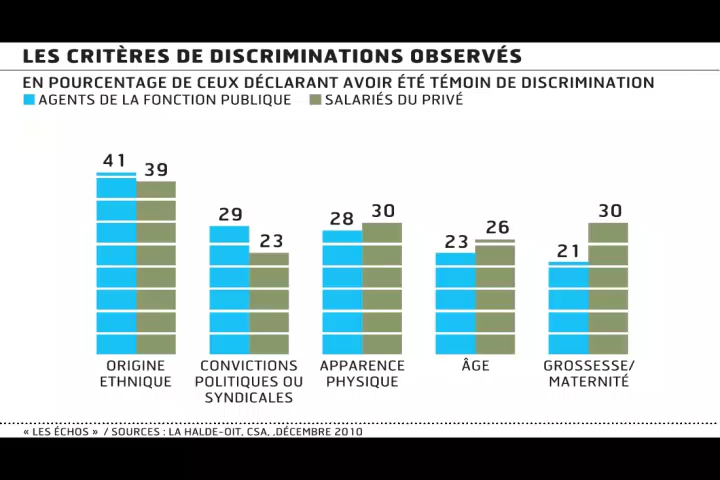 LES CRITÈRES DE DISCRIMINATIONS OBSERVÉS
EN POURCENTAGE DE CEUX DÉCLARANT AVOIR ÉTÉ TÉMOIN DE DISCRIMINATION
AGENTS DE LA FONCTION PUBLIQUE SALARIÉS DU PRIVÉ
41 39 29 23 28 30 23 26 21 30
ORIGINE ETHNIQUE
CONVICTIONS POLITIQUES OU SYNDICALES
APPARENCE PHYSIQUE
ÂGE
GROSSESSE/ MATERNITÉ
« LES ÉCHOS » / SOURCES : LA HALDE-OIT, CSA, ,DÉCEMBRE 2010